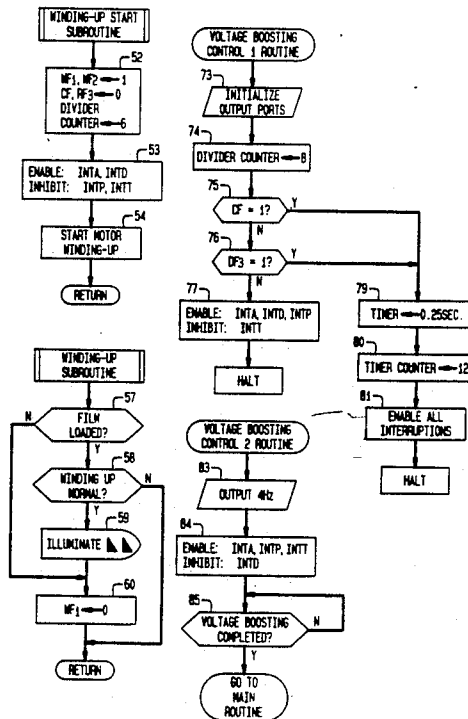 WINDING-UP START
SUBROUTINE
52
WF1, WF2 ← 1
CF, RF3 ← 0
DIVIDER
COUNTER ← 6
53
ENABLE: INTA, INTD
INHIBIT: INTP, INTT
54
START MOTOR
WINDING-UP
RETURN
WINDING-UP
SUBROUTINE
57
FILM
LOADED?
N
Y
58
WINDING UP
NORMAL?
N
Y
59
ILLUMINATE
60
WF1 ← 0
RETURN
VOLTAGE BOOSTING
CONTROL 1 ROUTINE
73
INITIALIZE
OUTPUT PORTS
74
DIVIDER COUNTER ← 8
75
CF = 1?
Y
N
76
DF3 = 1?
Y
N
77
ENABLE: INTA, INTD, INTP
INHIBIT: INTT
HALT
79
TIMER ← 0.25SEC.
80
TIMER COUNTER ← 12
81
ENABLE ALL
INTERRUPTIONS
HALT
VOLTAGE BOOSTING
CONTROL 2 ROUTINE
83
OUTPUT 4Hz
84
ENABLE: INTA, INTP, INTT
INHIBIT: INTD
85
VOLTAGE BOOSTING
COMPLETED?
N
Y
GO TO
MAIN
ROUTINE